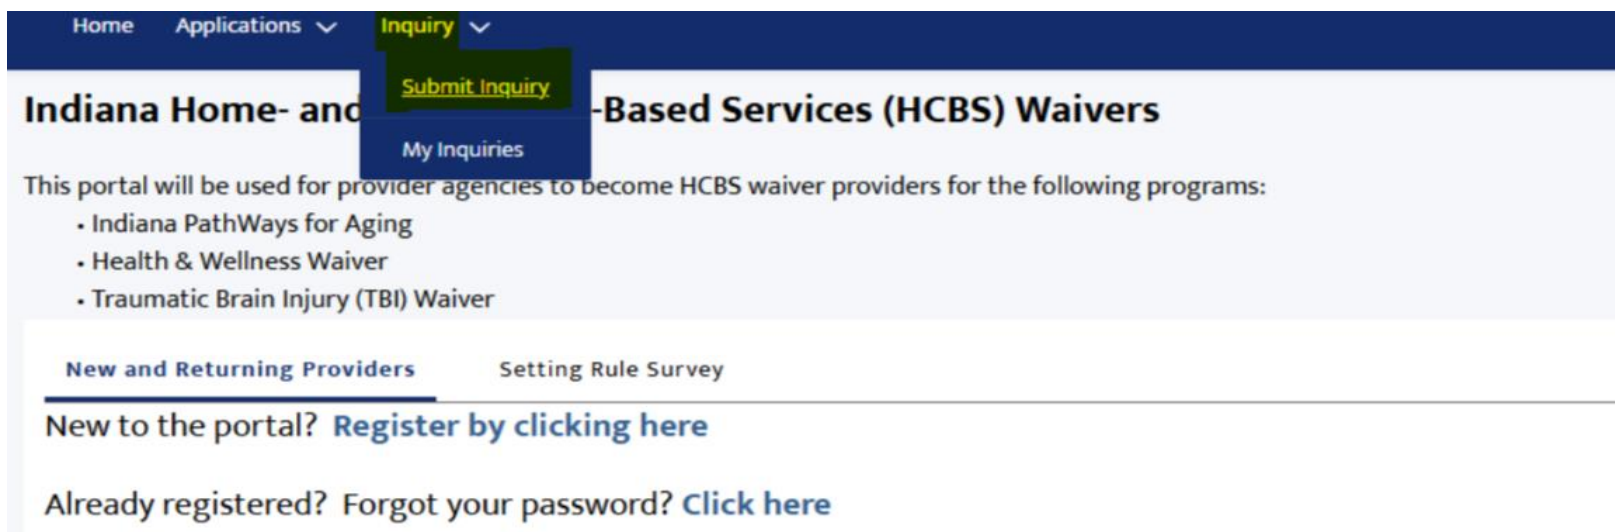 Home Applications Inquiry
Submit Inquiry
Indiana Home- and -Based Services (HCBS) Waivers
My Inquiries
This portal will be used for provider agencies to become HCBS waiver providers for the following programs:
• Indiana PathWays for Aging
• Health & Wellness Waiver
• Traumatic Brain Injury (TBI) Waiver
New and Returning Providers Setting Rule Survey
New to the portal? Register by clicking here
Already registered? Forgot your password? Click here